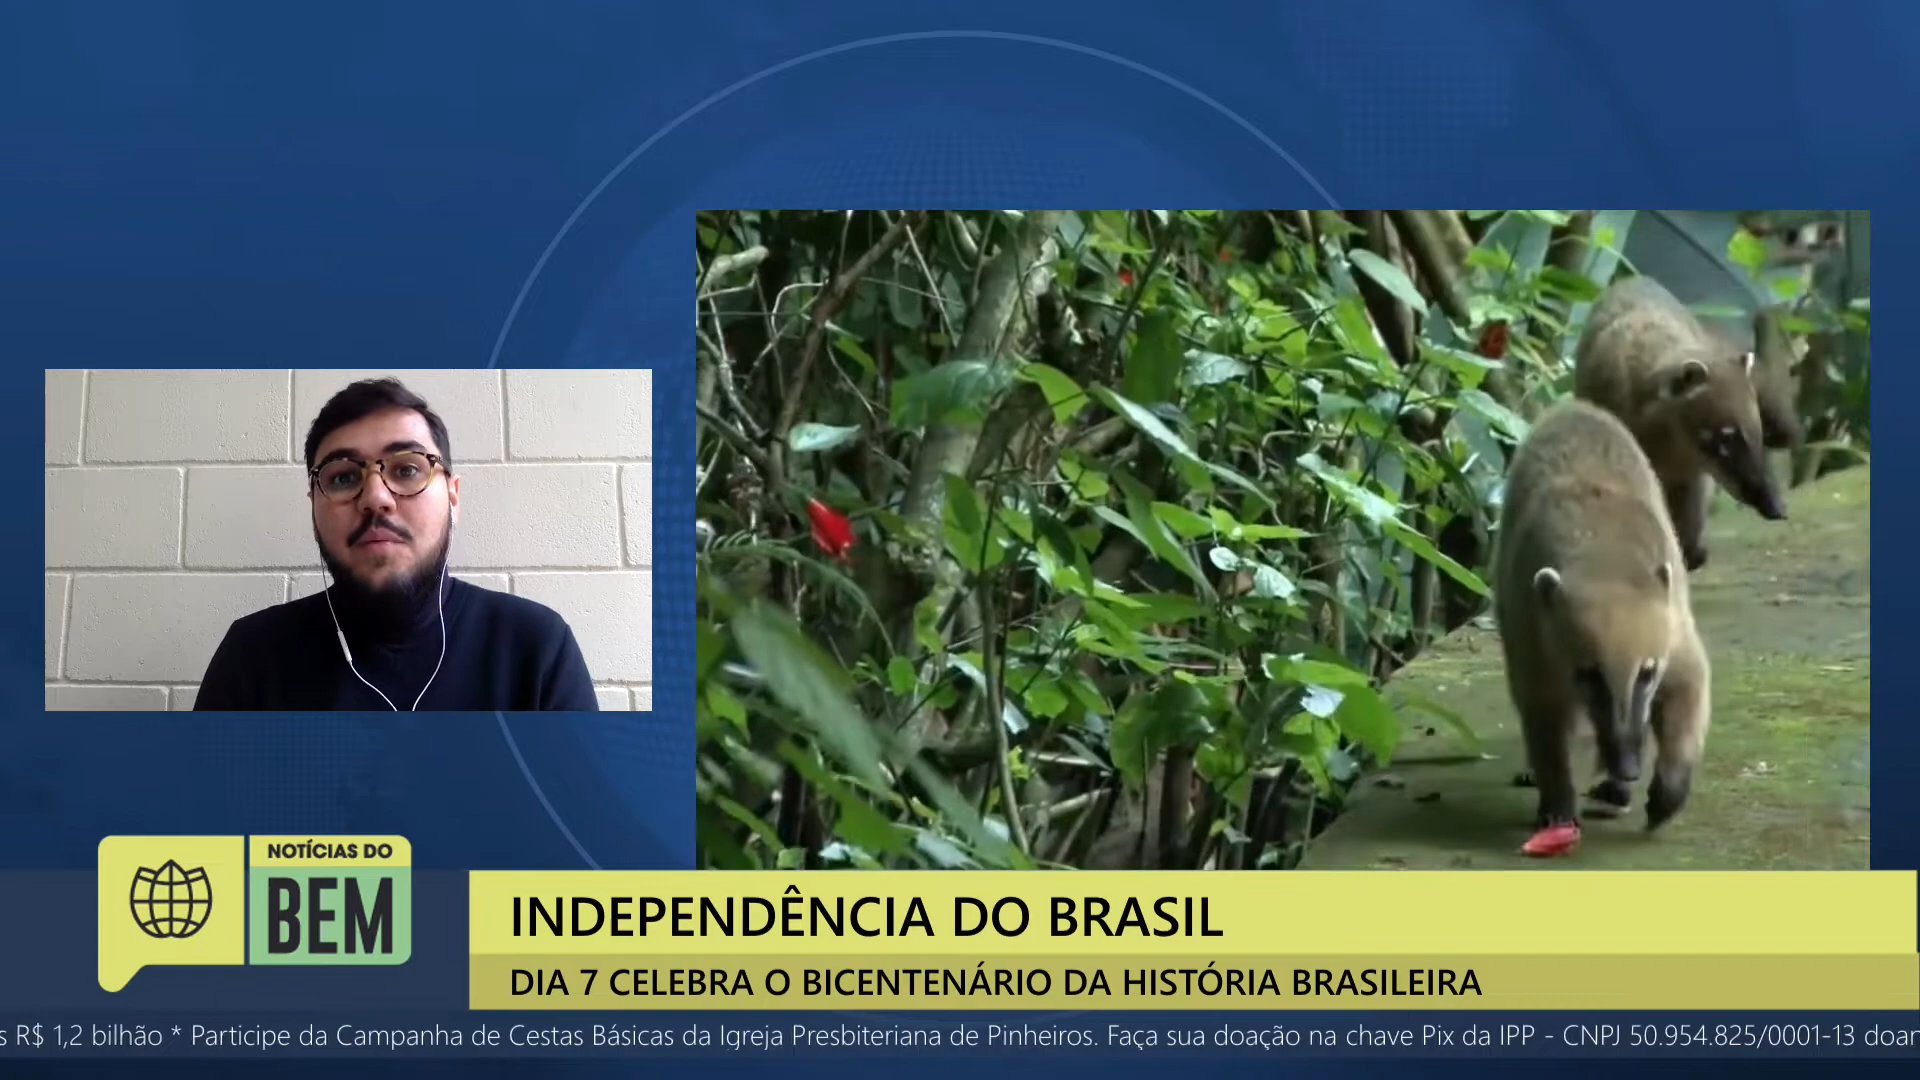 NOTÍCIAS DO
BEM
INDEPENDÊNCIA DO BRASIL
DIA 7 CELEBRA O BICENTENÁRIO DA HISTÓRIA BRASILEIRA
R$ 1,2 bilhão * Participe da Campanha de Cestas Básicas da Igreja Presbiteriana de Pinheiros. Faça sua doação na chave Pix da IPP - CNPJ 50.954.825/0001-13